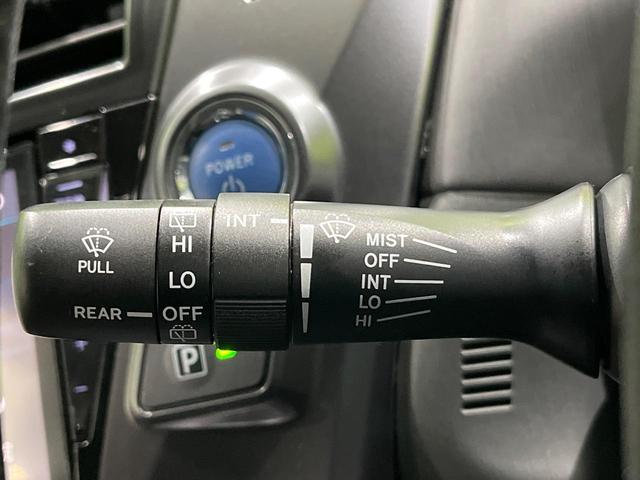 POWER
PULL
REAR
HI
LO
OFF
INT
MIST
OFF
INT
LO
HI
P